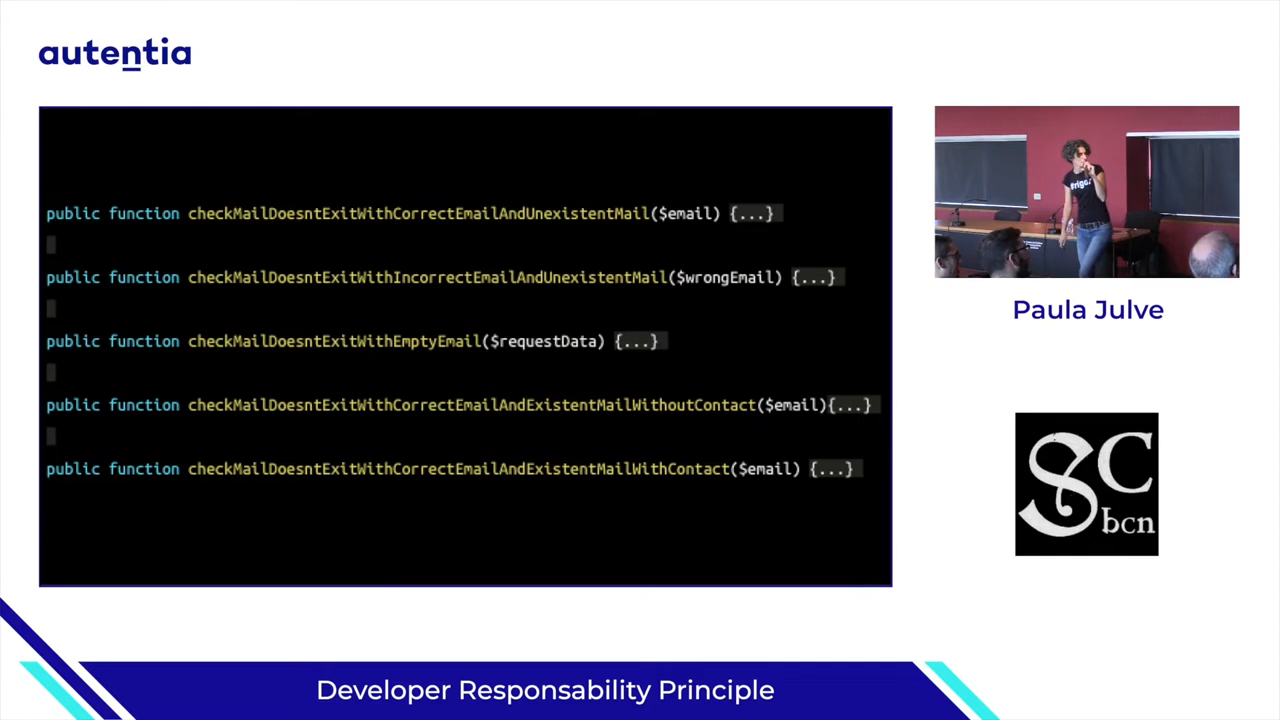 autentia
public function checkMailDoesntExitWithCorrectEmailAndUnexistentMail($email) {...}
public function checkMailDoesntExitWithIncorrectEmailAndUnexistentMail($wrongEmail) {...}
public function checkMailDoesntExitWithEmptyEmail($requestData) {...}
public function checkMailDoesntExitWithCorrectEmailAndExistentMailWithoutContact($email){...}
public function checkMailDoesntExitWithCorrectEmailAndExistentMailWithContact($email) {...}
Paula Julve
SC
bcn
Developer Responsability Principle